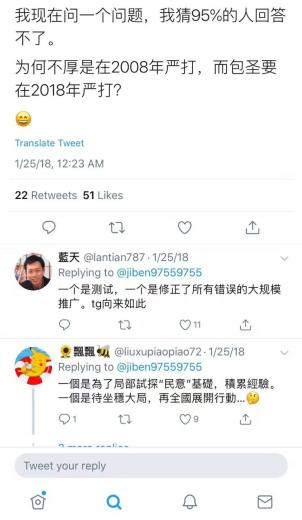 我现在问一个问题，我猜95%的人回答
不了。
为何不厚是在2008年严打，而包圣要
在2018年严打?
😄
Translate Tweet
1/25/18, 12:23 AM
22 Retweets 51 Likes
藍天 @lantian787 · 1/25/18
Replying to @jiben97559755
一个是测试，一个是修正了所有错误的大规模
推广。tg向来如此
11
🌻飄飄🐝 @liuxupiaopiao72 · 1/25/18
Replying to @jiben97559755
一個是為了局部試探“民意”基礎，積累經驗。
一個是待坐穩大局，再全國展開行動...🤔
1 9
2 more replies
Tweet your reply